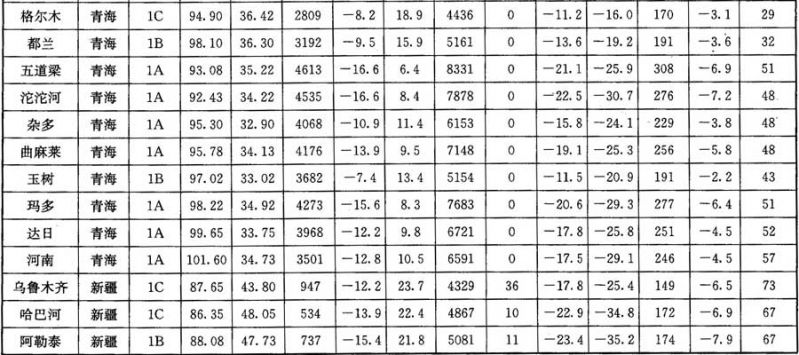 格尔木 青海 1C 94.90 36.42 2809 −8.2 18.9 4436 0 −11.2 −16.0 170 −3.1 29
都兰 青海 1B 98.10 36.30 3192 −9.5 15.9 5161 0 −13.6 −19.2 191 −3.6 32
五道梁 青海 1A 93.08 35.22 4613 −16.6 6.4 8331 0 −21.1 −25.9 308 −6.9 51
沱沱河 青海 1A 92.43 34.22 4535 −16.6 8.4 7878 0 −22.5 −30.7 276 −7.2 48
杂多 青海 1A 95.30 32.90 4068 −10.9 11.4 6153 0 −15.8 −24.1 229 −3.8 48
曲麻莱 青海 1A 95.78 34.13 4176 −13.9 9.5 7148 0 −19.1 −25.3 256 −5.8 48
玉树 青海 1B 97.02 33.02 3682 −7.4 13.4 5154 0 −11.5 −20.9 191 −2.2 43
玛多 青海 1A 98.22 34.92 4273 −15.6 8.3 7683 0 −20.6 −29.3 277 −6.4 51
达日 青海 1A 99.65 33.75 3968 −12.2 9.8 6721 0 −17.8 −25.8 251 −4.5 52
河南 青海 1A 101.60 34.73 3501 −12.8 10.5 6591 0 −17.5 −29.1 246 −4.5 57
乌鲁木齐 新疆 1C 87.65 43.80 947 −12.2 23.7 4329 36 −17.8 −25.4 149 −6.5 73
哈巴河 新疆 1C 86.35 48.05 534 −13.9 22.4 4867 10 −22.9 −34.8 172 −6.9 67
阿勒泰 新疆 1B 88.08 47.73 737 −15.4 21.8 5081 11 −23.4 −35.2 174 −7.9 67